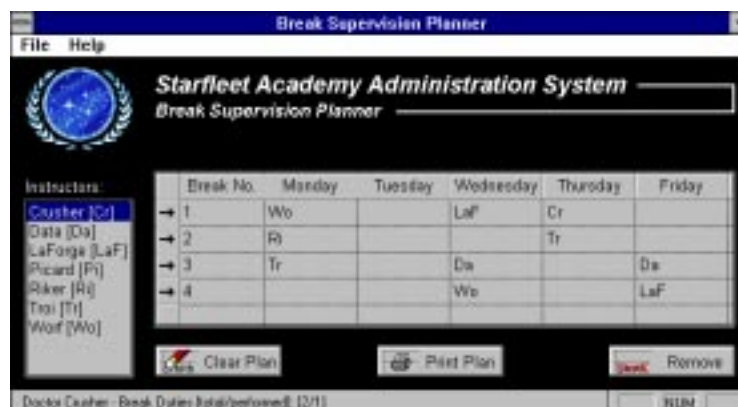 Break Supervision Planner
File Help
Starfleet Academy Administration System
Break Supervision Planner
Instructors:
Crusher [Cr]
Data [Da]
LaForge [LaF]
Picard [Pi]
Riker [Ri]
Troi [Tr]
Worf [Wo]
Break No. Monday Tuesday Wednesday Thursday Friday
1 Wo LaF Cr
2 Ri Tr
3 Tr Da Da
4 Wo LaF
Clear Plan Print Plan Remove
Doctor Crusher - Break Duties (total/performed): [2/1] NUM